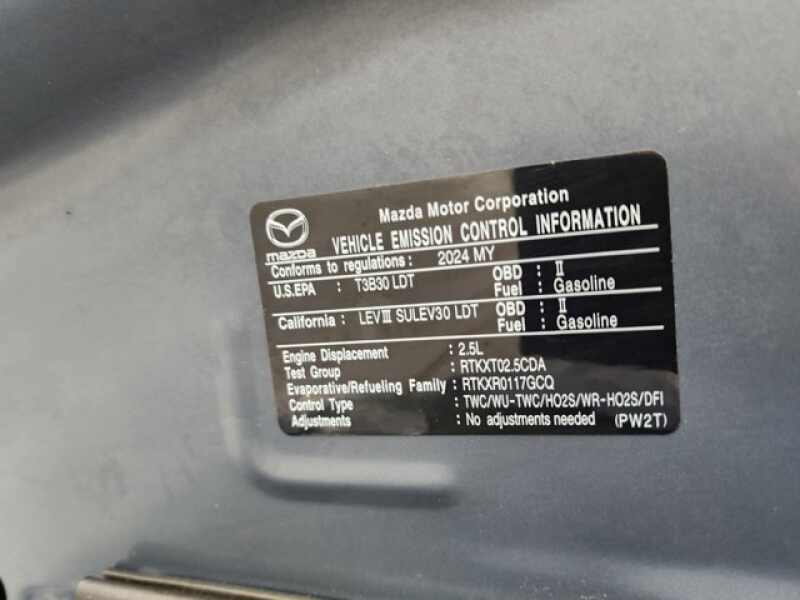 Mazda Motor Corporation
mazda
VEHICLE EMISSION CONTROL INFORMATION
Conforms to regulations: 2024 MY
U.S.EPA : T3B30 LDT OBD : II
Fuel : Gasoline
California : LEVIII SULEV30 LDT OBD : II
Fuel : Gasoline
Engine Displacement : 2.5L
Test Group : RTKXT02.5CDA
Evaporative/Refueling Family : RTKXR0117GCQ
Control Type : TWC/WU-TWC/HO2S/WR-HO2S/DFI
Adjustments : No adjustments needed (PW2T)